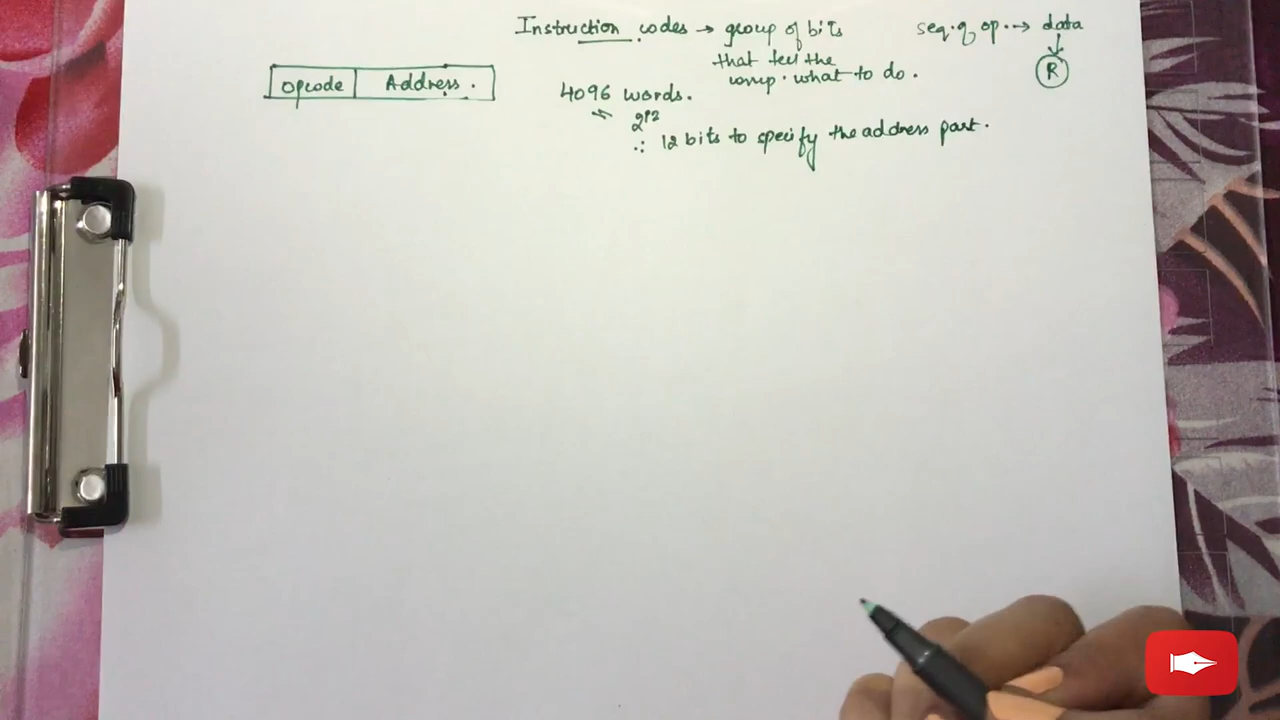 Instruction codes → group of bits
that tell the
comp. what to do.
seq. of op. → data
R
opcode Address.
4096 words.
2^12
∴ 12 bits to specify the address part.